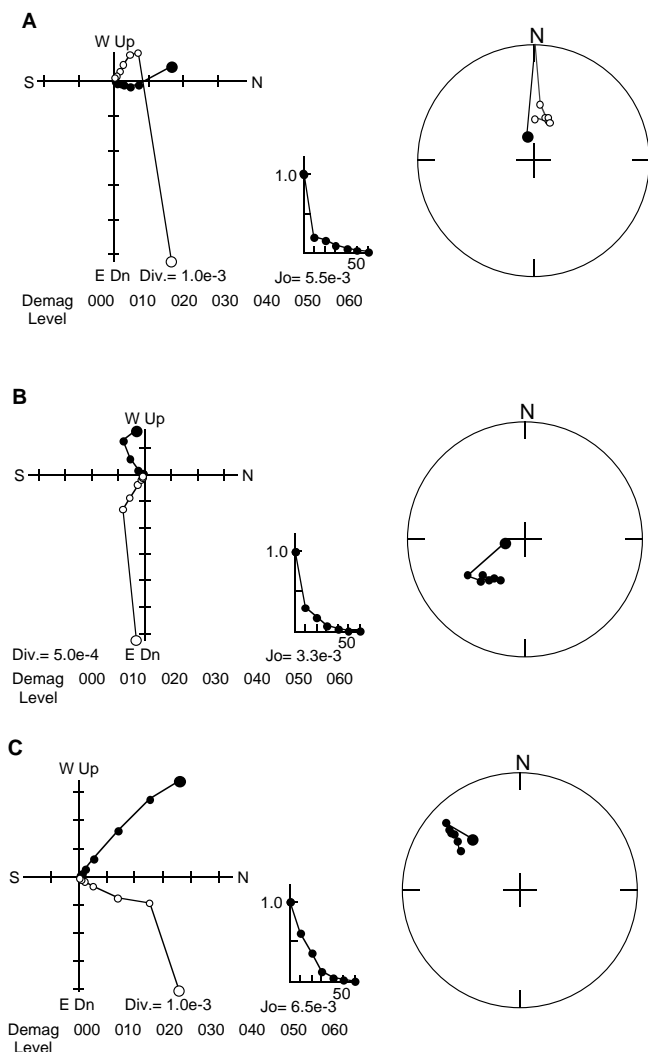 A
N
W Up
S
N
1.0
50
E Dn
Div.= 1.0e-3
Jo= 5.5e-3
Demag Level
000 010 020 030 040 050 060
B
N
W Up
S
N
1.0
50
Div.= 5.0e-4
E Dn
Jo= 3.3e-3
Demag Level
000 010 020 030 040 050 060
C
N
W Up
S
N
1.0
50
E Dn
Div.= 1.0e-3
Jo= 6.5e-3
Demag Level
000 010 020 030 040 050 060